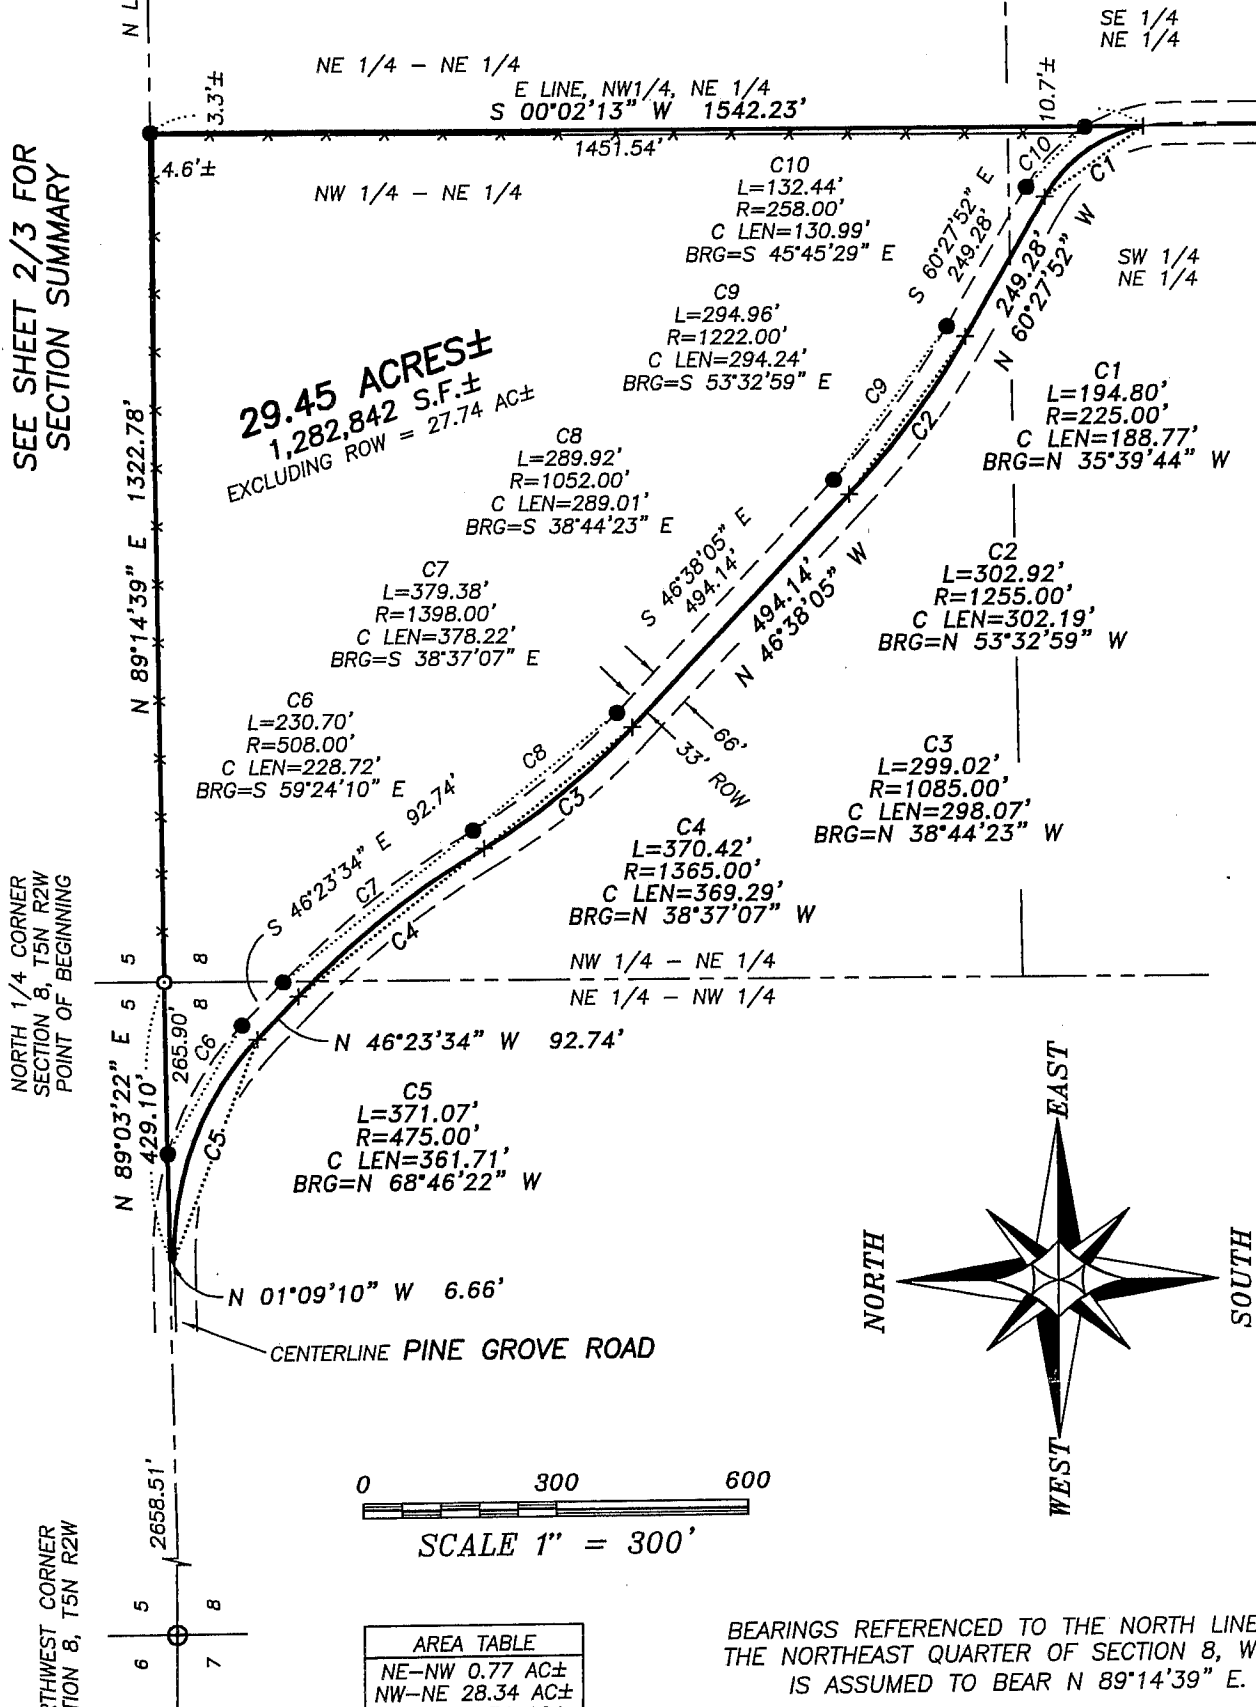 N L
SE 1/4
NE 1/4
NE 1/4 - NE 1/4
E LINE, NW1/4, NE 1/4
S 00°02'13" W 1542.23'
3.3'±
10.7'±
1451.54'
4.6'±
NW 1/4 - NE 1/4
SEE SHEET 2/3 FOR
SECTION SUMMARY
C10
L=132.44'
R=258.00'
C LEN=130.99'
BRG=S 45°45'29" E
C10
C1
S 60°27'52" E
249.28'
249.28'
N 60°27'52" W
SW 1/4
NE 1/4
C9
L=294.96'
R=1222.00'
C LEN=294.24'
BRG=S 53°32'59" E
29.45 ACRES±
1,282,842 S.F.±
EXCLUDING ROW = 27.74 AC±
C9
C2
C1
L=194.80'
R=225.00'
C LEN=188.77'
BRG=N 35°39'44" W
N 89°14'39" E 1322.78'
C8
L=289.92'
R=1052.00'
C LEN=289.01'
BRG=S 38°44'23" E
S 46°38'05" E
494.14'
494.14'
N 46°38'05" W
C2
L=302.92'
R=1255.00'
C LEN=302.19'
BRG=N 53°32'59" W
C7
L=379.38'
R=1398.00'
C LEN=378.22'
BRG=S 38°37'07" E
C6
L=230.70'
R=508.00'
C LEN=228.72'
BRG=S 59°24'10" E
C8
C3
66'
33' ROW
C3
L=299.02'
R=1085.00'
C LEN=298.07'
BRG=N 38°44'23" W
S 46°23'34" E 92.74'
C7
C4
C4
L=370.42'
R=1365.00'
C LEN=369.29'
BRG=N 38°37'07" W
NORTH 1/4 CORNER
SECTION 8, T5N R2W
POINT OF BEGINNING
5 8
5 8
NW 1/4 - NE 1/4
NE 1/4 - NW 1/4
N 46°23'34" W 92.74'
265.90'
C6
N 89°03'22" E
429.10'
C5
C5
L=371.07'
R=475.00'
C LEN=361.71'
BRG=N 68°46'22" W
EAST
NORTH
SOUTH
WEST
N 01°09'10" W 6.66'
CENTERLINE PINE GROVE ROAD
2658.51'
0 300 600
SCALE 1" = 300'
RTHWEST CORNER
TION 8, T5N R2W
5 8
6 7
AREA TABLE
NE-NW 0.77 AC±
NW-NE 28.34 AC±
BEARINGS REFERENCED TO THE NORTH LINE
THE NORTHEAST QUARTER OF SECTION 8, W
IS ASSUMED TO BEAR N 89°14'39" E.